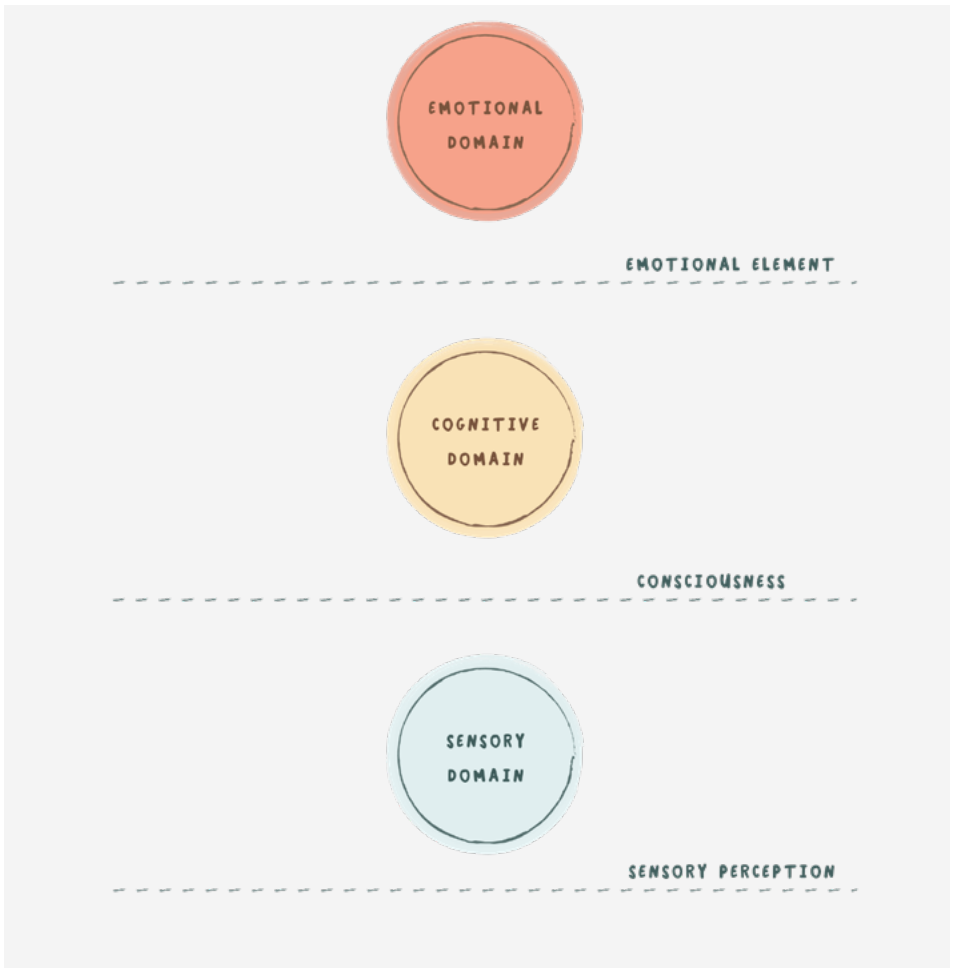 EMOTIONAL
DOMAIN
EMOTIONAL ELEMENT
COGNITIVE
DOMAIN
CONSCIOUSNESS
SENSORY
DOMAIN
SENSORY PERCEPTION